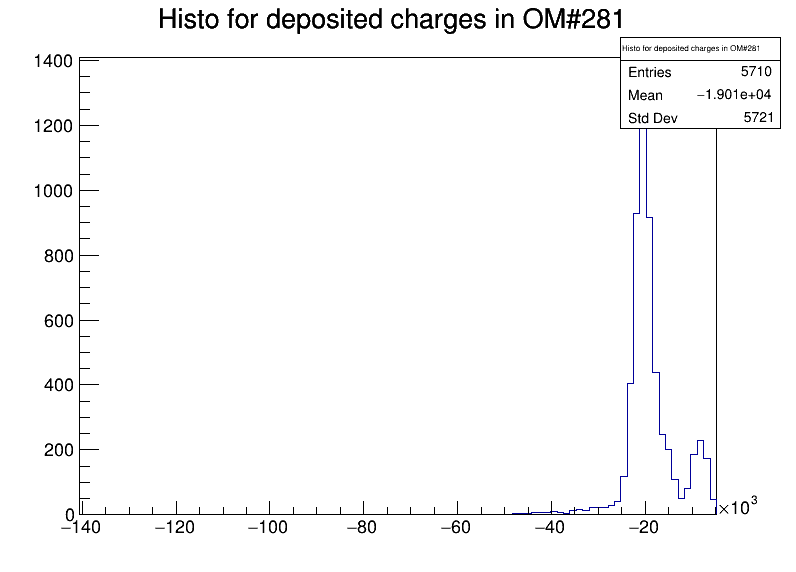 Histo for deposited charges in OM#281
Histo for deposited charges in OM#281
Entries 5710
Mean −1.901e+04
Std Dev 5721
1400
1200
1000
800
600
400
200
0
−140 −120 −100 −80 −60 −40 −20
×10³